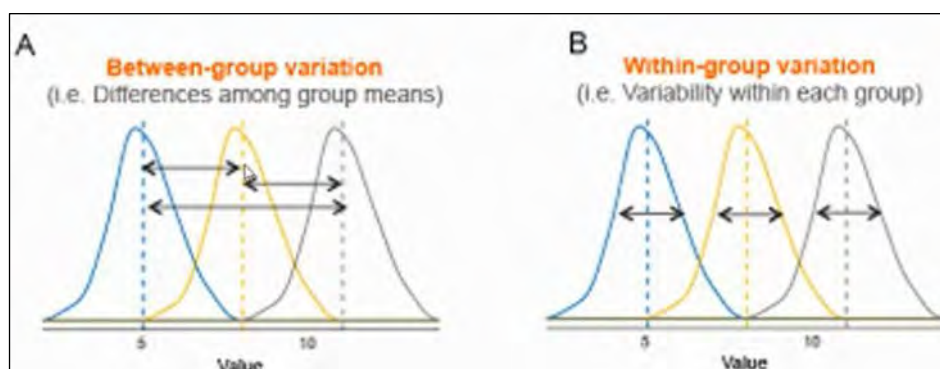 A
Between-group variation
(i.e. Differences among group means)
5
10
Value
B
Within-group variation
(i.e. Variability within each group)
5
10
Value